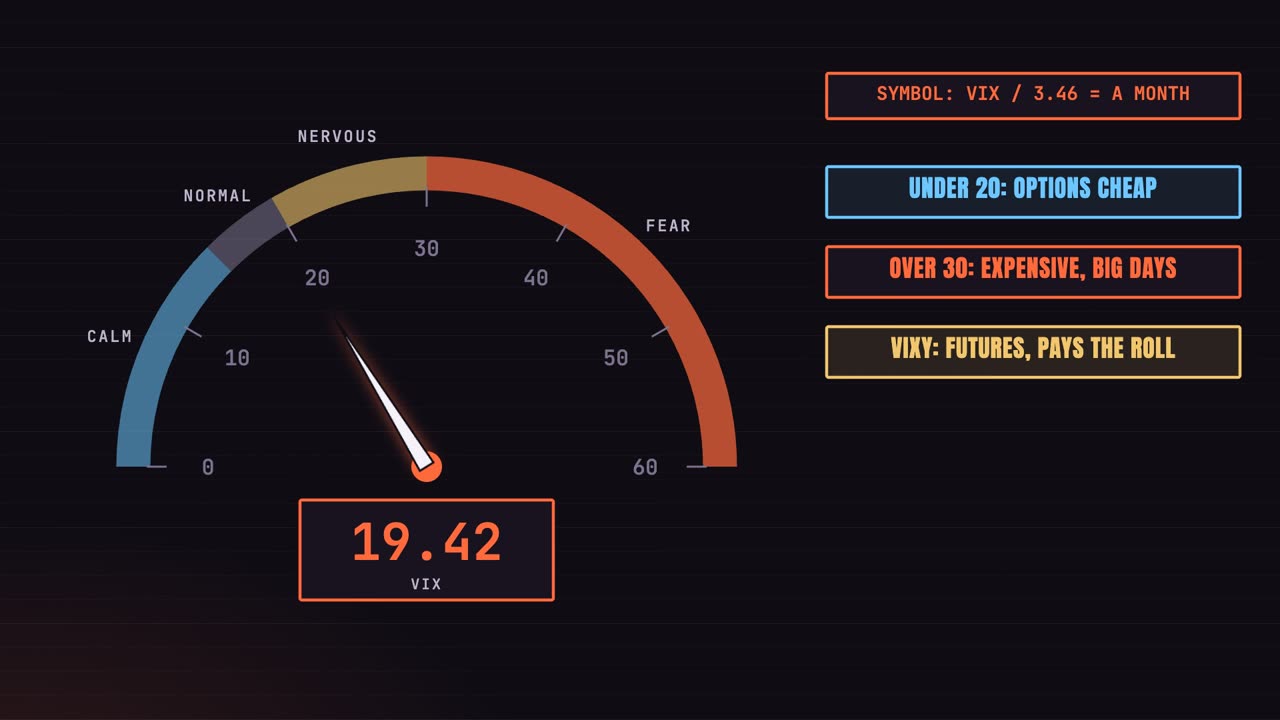 SYMBOL: VIX / 3.46 = A MONTH
NERVOUS
NORMAL
UNDER 20: OPTIONS CHEAP
FEAR
30
OVER 30: EXPENSIVE, BIG DAYS
20
40
CALM
10
50
VIXY: FUTURES, PAYS THE ROLL
0
60
19.42
VIX